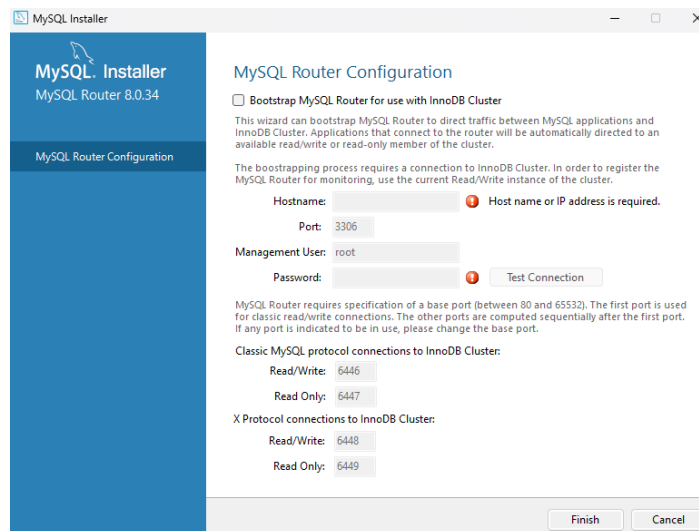 MySQL Installer
MySQL. Installer
MySQL Router 8.0.34
MySQL Router Configuration
MySQL Router Configuration
Bootstrap MySQL Router for use with InnoDB Cluster
This wizard can bootstrap MySQL Router to direct traffic between MySQL applications and
InnoDB Cluster. Applications that connect to the router will be automatically directed to an
available read/write or read-only member of the cluster.
The boostrapping process requires a connection to InnoDB Cluster. In order to register the
MySQL Router for monitoring, use the current Read/Write instance of the cluster.
Hostname: Host name or IP address is required.
Port: 3306
Management User: root
Password: Test Connection
MySQL Router requires specification of a base port (between 80 and 65532). The first port is used
for classic read/write connections. The other ports are computed sequentially after the first port.
If any port is indicated to be in use, please change the base port.
Classic MySQL protocol connections to InnoDB Cluster:
Read/Write: 6446
Read Only: 6447
X Protocol connections to InnoDB Cluster:
Read/Write: 6448
Read Only: 6449
Finish Cancel